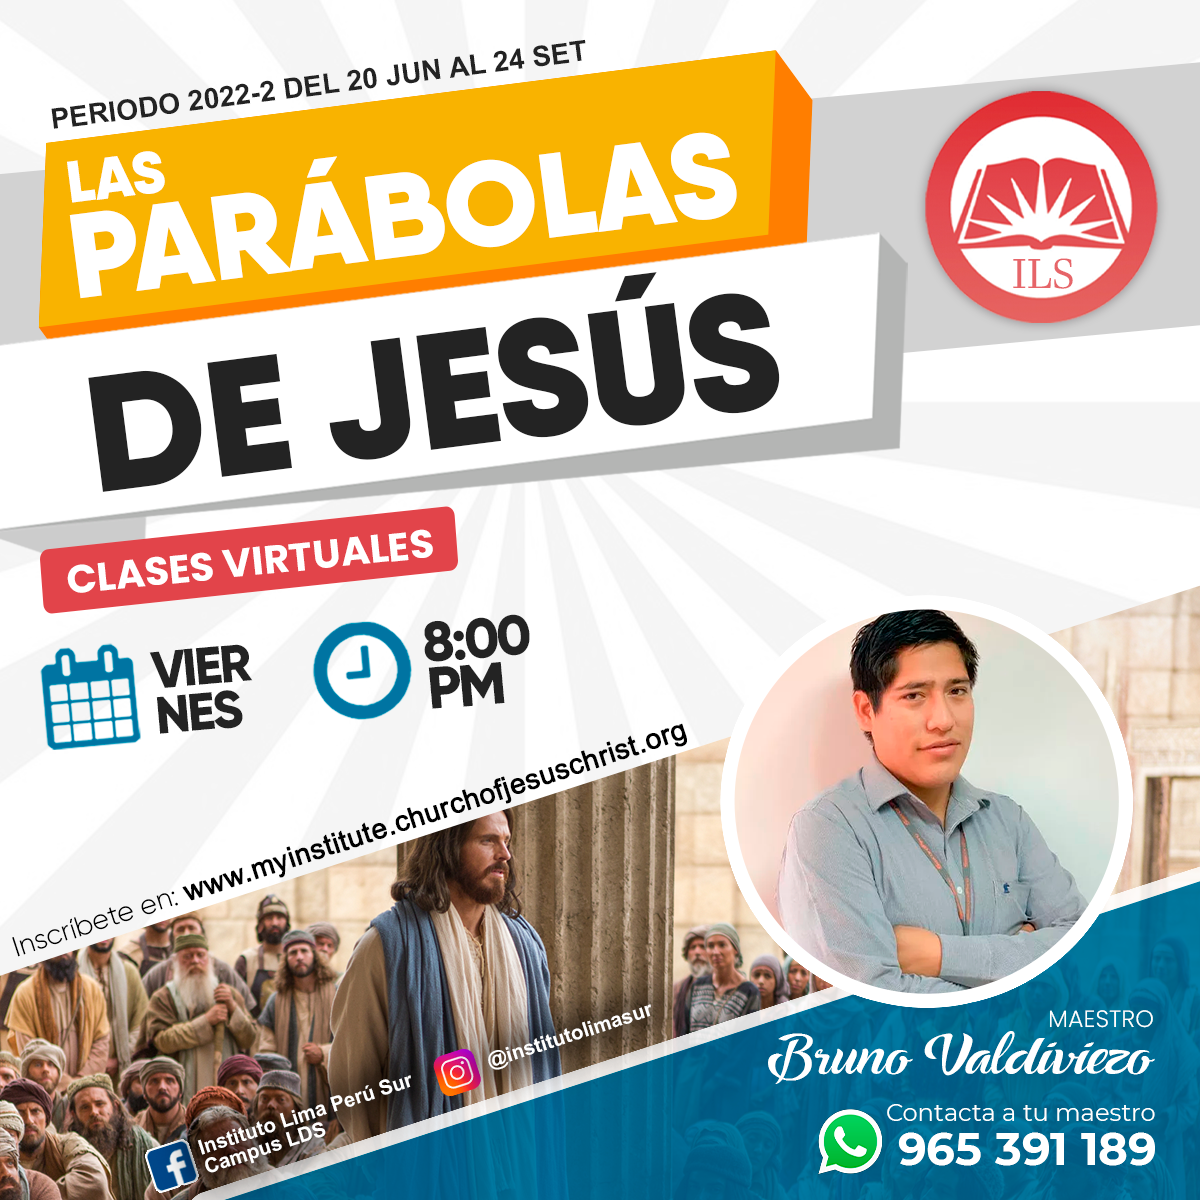 PERIODO 2022-2 DEL 20 JUN AL 24 SET
LAS
PARÁBOLAS
DE JESÚS
ILS
CLASES VIRTUALES
VIER
NES
8:00
PM
Inscríbete en: www.myinstitute.churchofjesuschrist.org
MAESTRO
Bruno Valdiviezo
Contacta a tu maestro
965 391 189
@institutolimasur
Instituto Lima Perú Sur
Campus LDS